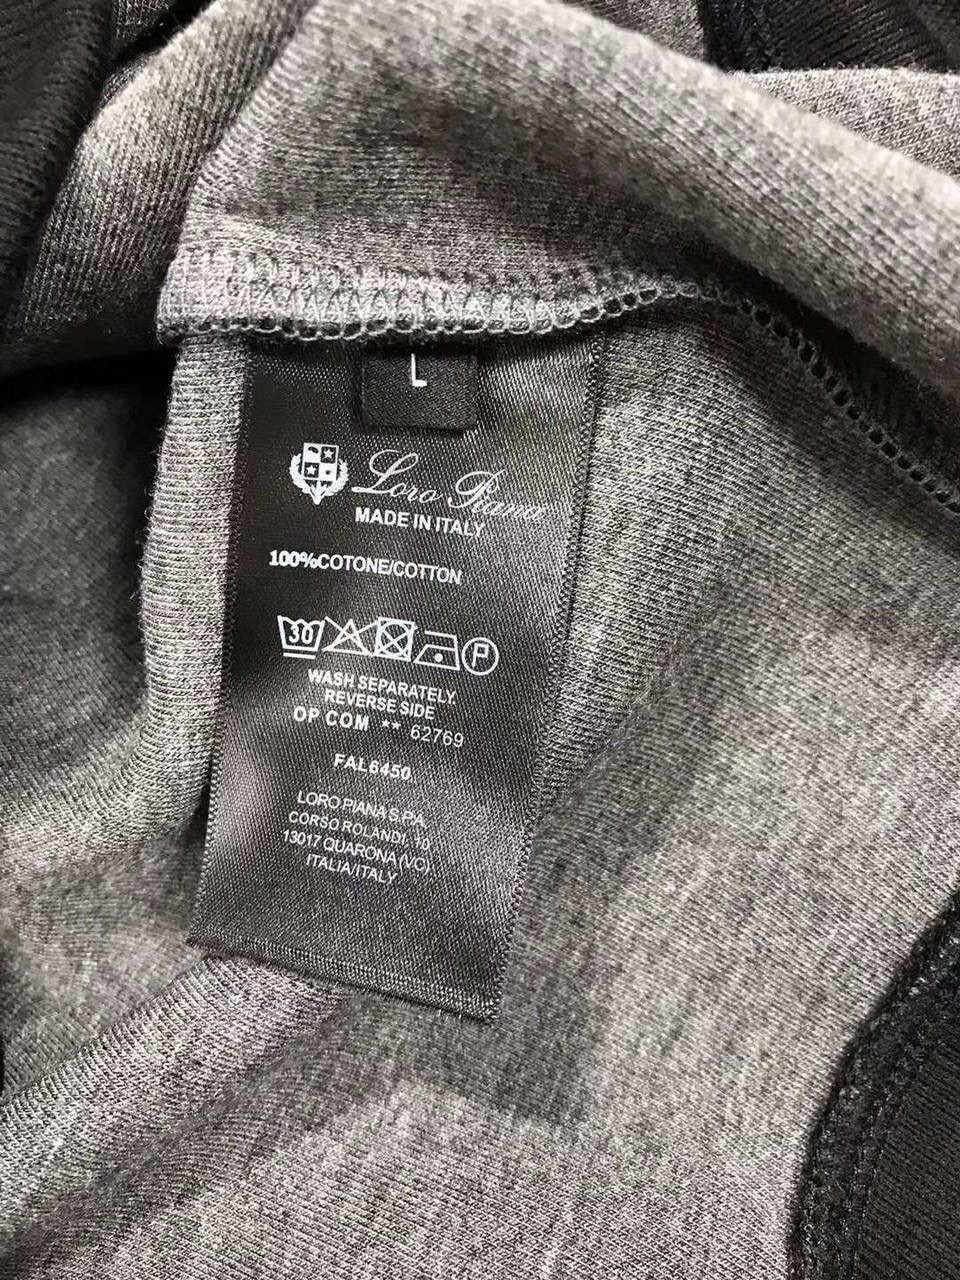 L
Loro Piana
MADE IN ITALY
100%COTONE/COTTON
30 P
WASH SEPARATELY.
REVERSE SIDE
OP COM ** 62769
FAL6450
LORO PIANA S.P.A.
CORSO ROLANDI, 10
13017 QUARONA (VC)
ITALIA/ITALY